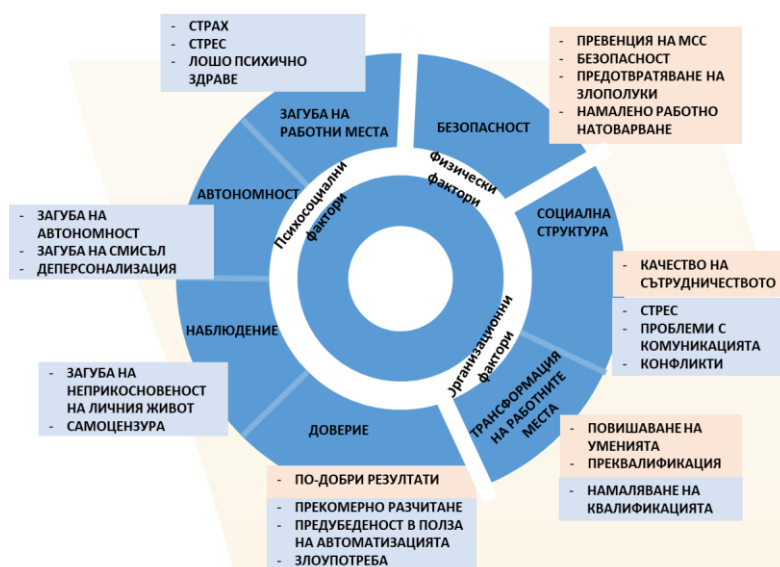 - СТРАХ
- СТРЕС
- ЛОШО ПСИХИЧНО
ЗДРАВЕ
- ПРЕВЕНЦИЯ НА МСС
- БЕЗОПАСНОСТ
- ПРЕДОТВРАТЯВАНЕ НА
ЗЛОПОЛУКИ
- НАМАЛЕНО РАБОТНО
НАТОВАРВАНЕ
ЗАГУБА НА
РАБОТНИ МЕСТА
БЕЗОПАСНОСТ
Психосоциални
фактори
Физически
фактори
АВТОНОМНОСТ
СОЦИАЛНА
СТРУКТУРА
- ЗАГУБА НА
АВТОНОМНОСТ
- ЗАГУБА НА СМИСЪЛ
- ДЕПЕРСОНАЛИЗАЦИЯ
- КАЧЕСТВО НА
СЪТРУДНИЧЕСТВОТО
- СТРЕС
- ПРОБЛЕМИ С
КОМУНИКАЦИЯТА
- КОНФЛИКТИ
НАБЛЮДЕНИЕ
Организационни
фактори
- ЗАГУБА НА
НЕПРИКОСНОВЕНОСТ
НА ЛИЧНИЯ ЖИВОТ
- САМОЦЕНЗУРА
ДОВЕРИЕ
ТРАНСФОРМАЦИЯ
НА РАБОТНИТЕ
МЕСТА
- ПОВИШАВАНЕ НА
УМЕНИЯТА
- ПРЕКВАЛИФИКАЦИЯ
- НАМАЛЯВАНЕ НА
КВАЛИФИКАЦИЯТА
- ПО-ДОБРИ РЕЗУЛТАТИ
- ПРЕКОМЕРНО РАЗЧИТАНЕ
- ПРЕДУБЕДЕНОСТ В ПОЛЗА
НА АВТОМАТИЗАЦИЯТА
- ЗЛОУПОТРЕБА